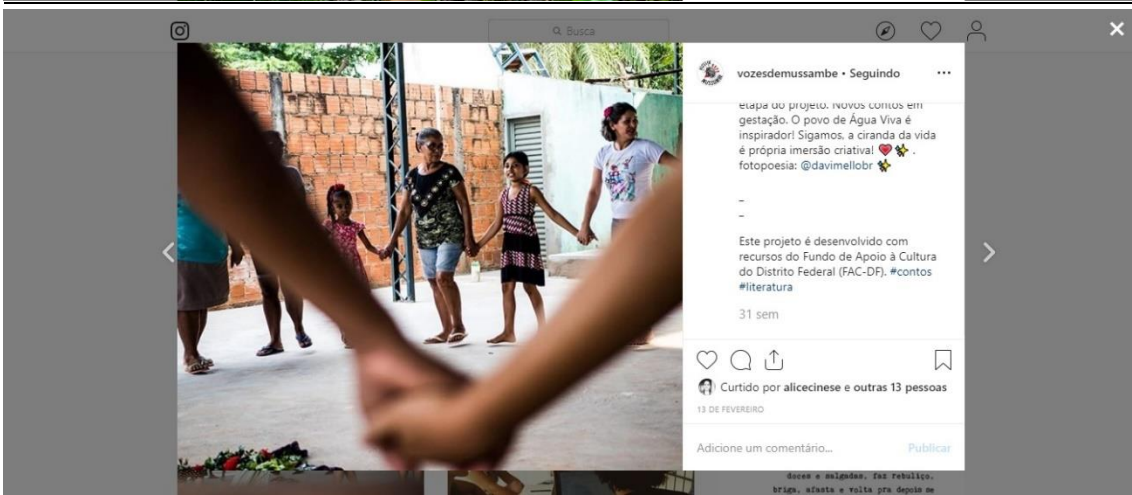 Busca
vozesdemussambe • Seguindo
etapa do projeto. Novos contos em
gestação. O povo de Água Viva é
inspirador! Sigamos, a ciranda da vida
é própria imersão criativa! 💗✨ .
fotopoesia: @davimellobr ✨
–
–
Este projeto é desenvolvido com
recursos do Fundo de Apoio à Cultura
do Distrito Federal (FAC-DF). #contos
#literatura
31 sem
Curtido por alicecinese e outras 13 pessoas
13 DE FEVEREIRO
Adicione um comentário... Publicar
doces e salgadas, faz rebuliço,
briga, afasta e volta pra depois se